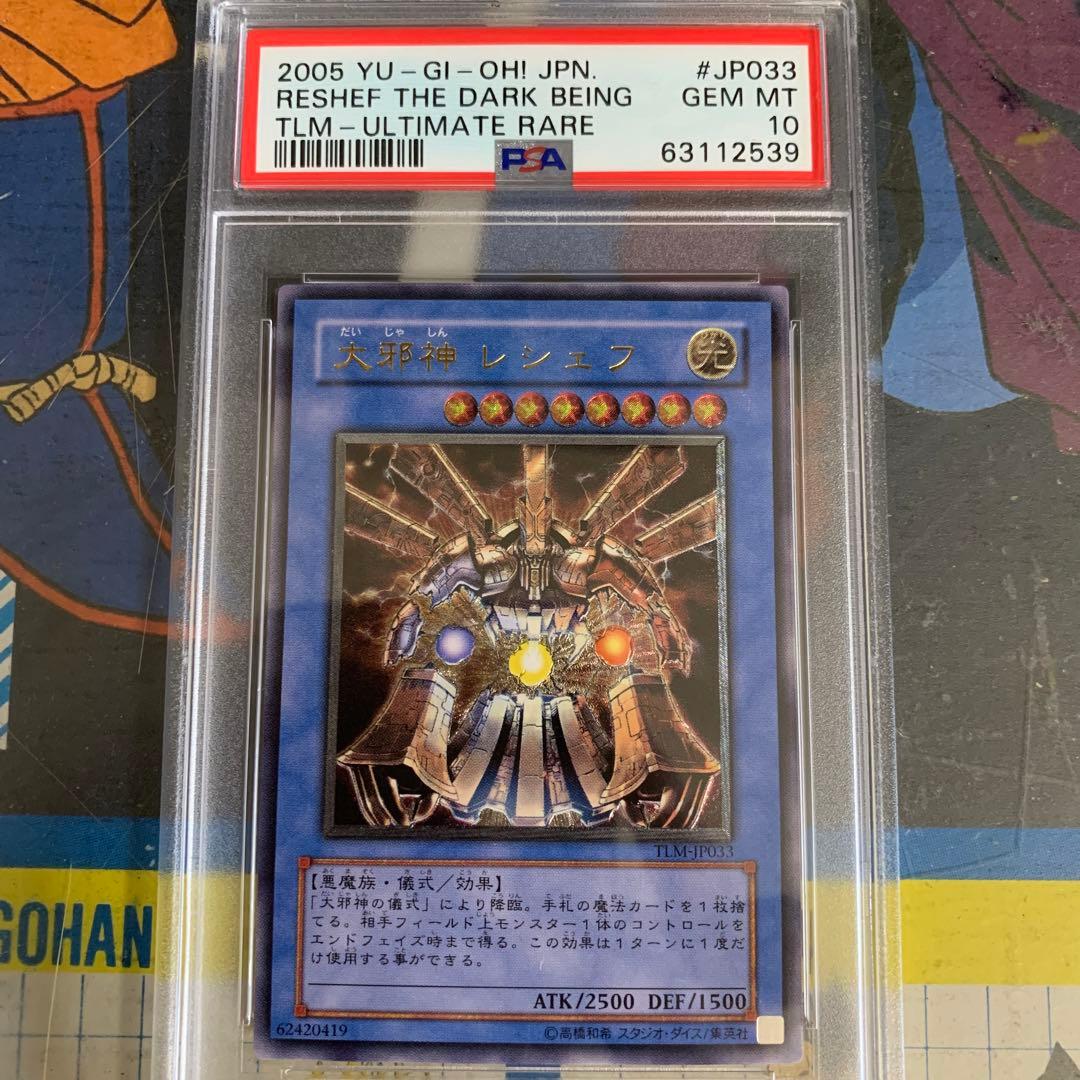 2005 YU-GI-OH! JPN. #JP033
RESHEF THE DARK BEING GEM MT
TLM-ULTIMATE RARE 10
PSA 63112539
だい じゃ しん
大邪神 レシェフ 光
TLM-JP033
【悪魔族・儀式／効果】
「大邪神の儀式」により降臨。手札の魔法カードを１枚捨
てる。相手フィールド上モンスター１体のコントロールを
エンドフェイズ時まで得る。この効果は１ターンに１度だ
け使用する事ができる。
ATK/2500 DEF/1500
62420419 ©高橋和希 スタジオ・ダイス/集英社
GOHAN